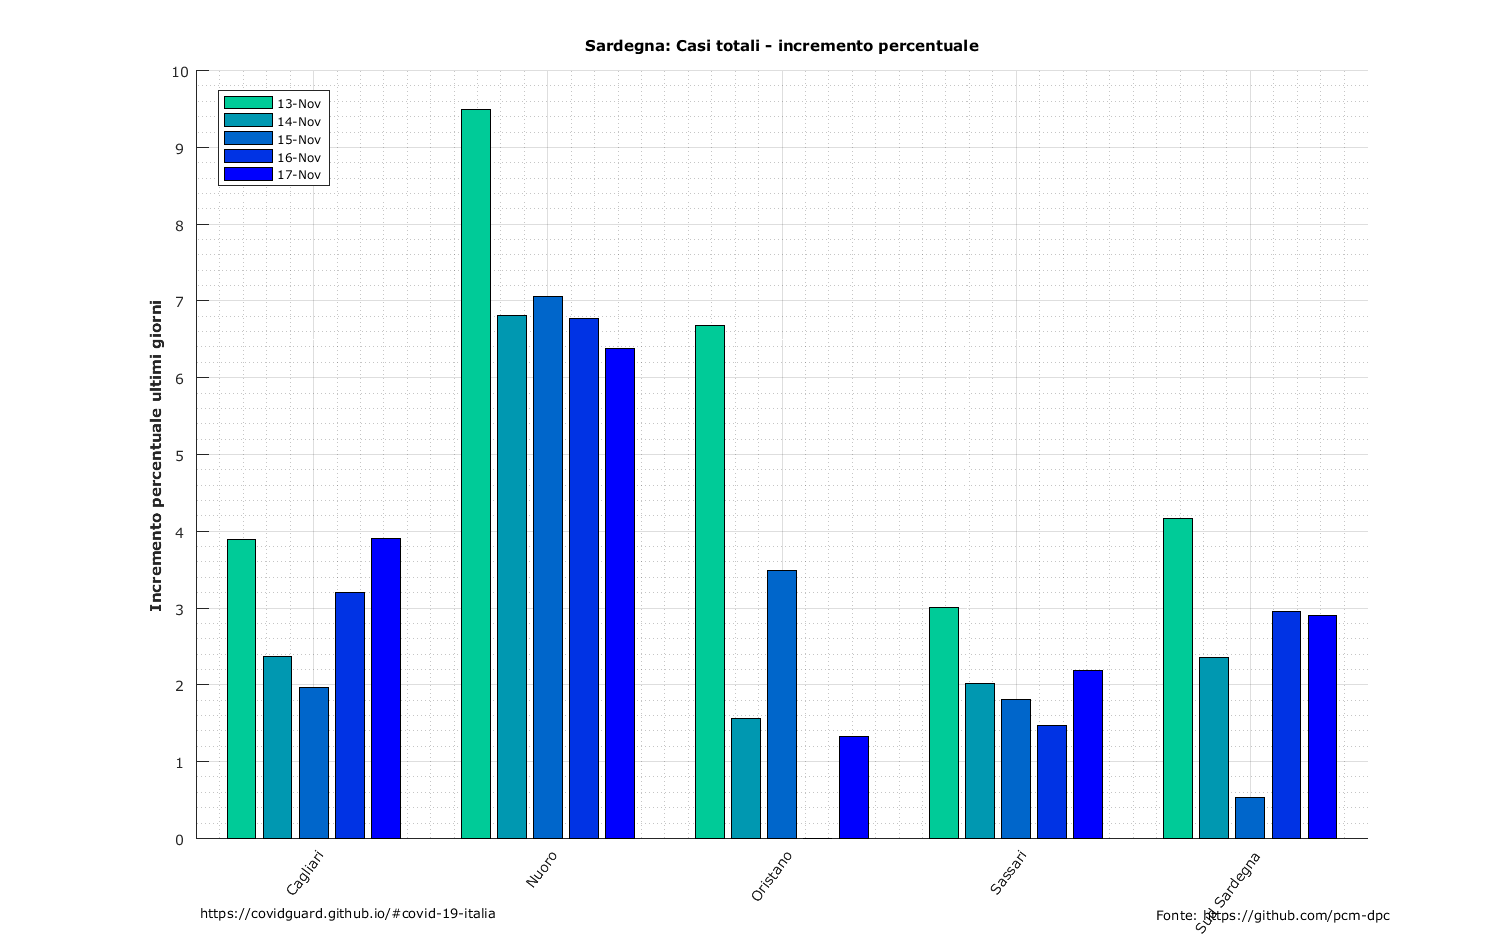 Sardegna: Casi totali - incremento percentuale
10
9
8
7
6
5
4
3
2
1
0
Incremento percentuale ultimi giorni
13-Nov
14-Nov
15-Nov
16-Nov
17-Nov
Cagliari
Nuoro
Oristano
Sassari
Sud Sardegna
https://covidguard.github.io/#covid-19-italia
Fonte: https://github.com/pcm-dpc